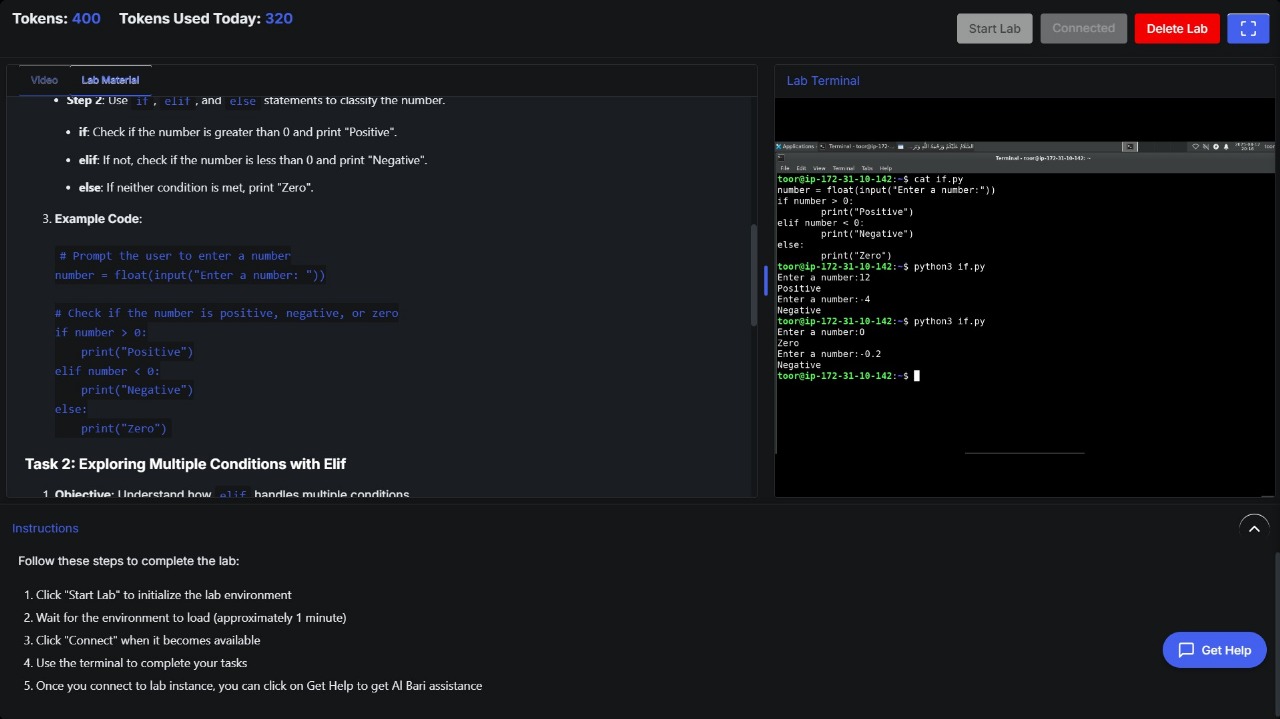 Tokens: 400 Tokens Used Today: 320
Start Lab
Connected
Delete Lab
Video
Lab Material
Step 2: Use if, elif, and else statements to classify the number.
if: Check if the number is greater than 0 and print "Positive".
elif: If not, check if the number is less than 0 and print "Negative".
else: If neither condition is met, print "Zero".
3. Example Code:
# Prompt the user to enter a number
number = float(input("Enter a number: "))
# Check if the number is positive, negative, or zero
if number > 0:
print("Positive")
elif number < 0:
print("Negative")
else:
print("Zero")
Task 2: Exploring Multiple Conditions with Elif
1. Objective: Understand how elif handles multiple conditions
Lab Terminal
Applications
Terminal - toor@ip-172-...
Terminal - toor@ip-172-31-10-142: ~
File Edit View Terminal Tabs Help
toor@ip-172-31-10-142:~$ cat if.py
number = float(input("Enter a number:"))
if number > 0:
print("Positive")
elif number < 0:
print("Negative")
else:
print("Zero")
toor@ip-172-31-10-142:~$ python3 if.py
Enter a number:12
Positive
Enter a number:-4
Negative
toor@ip-172-31-10-142:~$ python3 if.py
Enter a number:0
Zero
Enter a number:-0.2
Negative
toor@ip-172-31-10-142:~$
Instructions
Follow these steps to complete the lab:
1. Click "Start Lab" to initialize the lab environment
2. Wait for the environment to load (approximately 1 minute)
3. Click "Connect" when it becomes available
4. Use the terminal to complete your tasks
5. Once you connect to lab instance, you can click on Get Help to get Al Bari assistance
Get Help